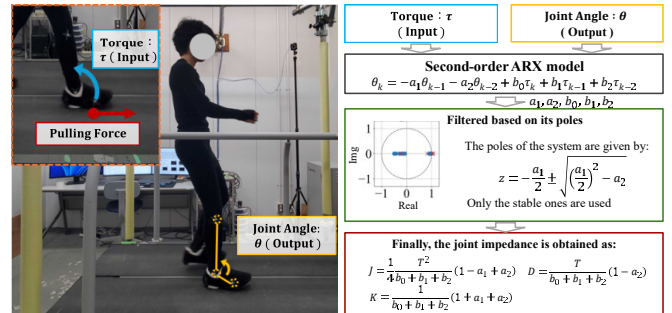 Torque : 
τ ( Input )
Pulling Force
Joint Angle:
θ (Output)
Torque : τ
( Input )
Joint Angle : θ
( Output )
Second-order ARX model
θₖ = −a₁θₖ₋₁ − a₂θₖ₋₂ + b₀τₖ + b₁τₖ₋₁ + b₂τₖ₋₂
a₁, a₂, b₀, b₁, b₂
Filtered based on its poles
Img
1
0
−1
−1 0 1
Real
The poles of the system are given by:
z = −a₁/2 ± √((a₁/2)² − a₂)
Only the stable ones are used
Finally, the joint impedance is obtained as:
J = 1/4 T²/(b₀ + b₁ + b₂) (1 − a₁ + a₂) D = T/(b₀ + b₁ + b₂) (1 − a₂)
K = 1/(b₀ + b₁ + b₂) (1 + a₁ + a₂)